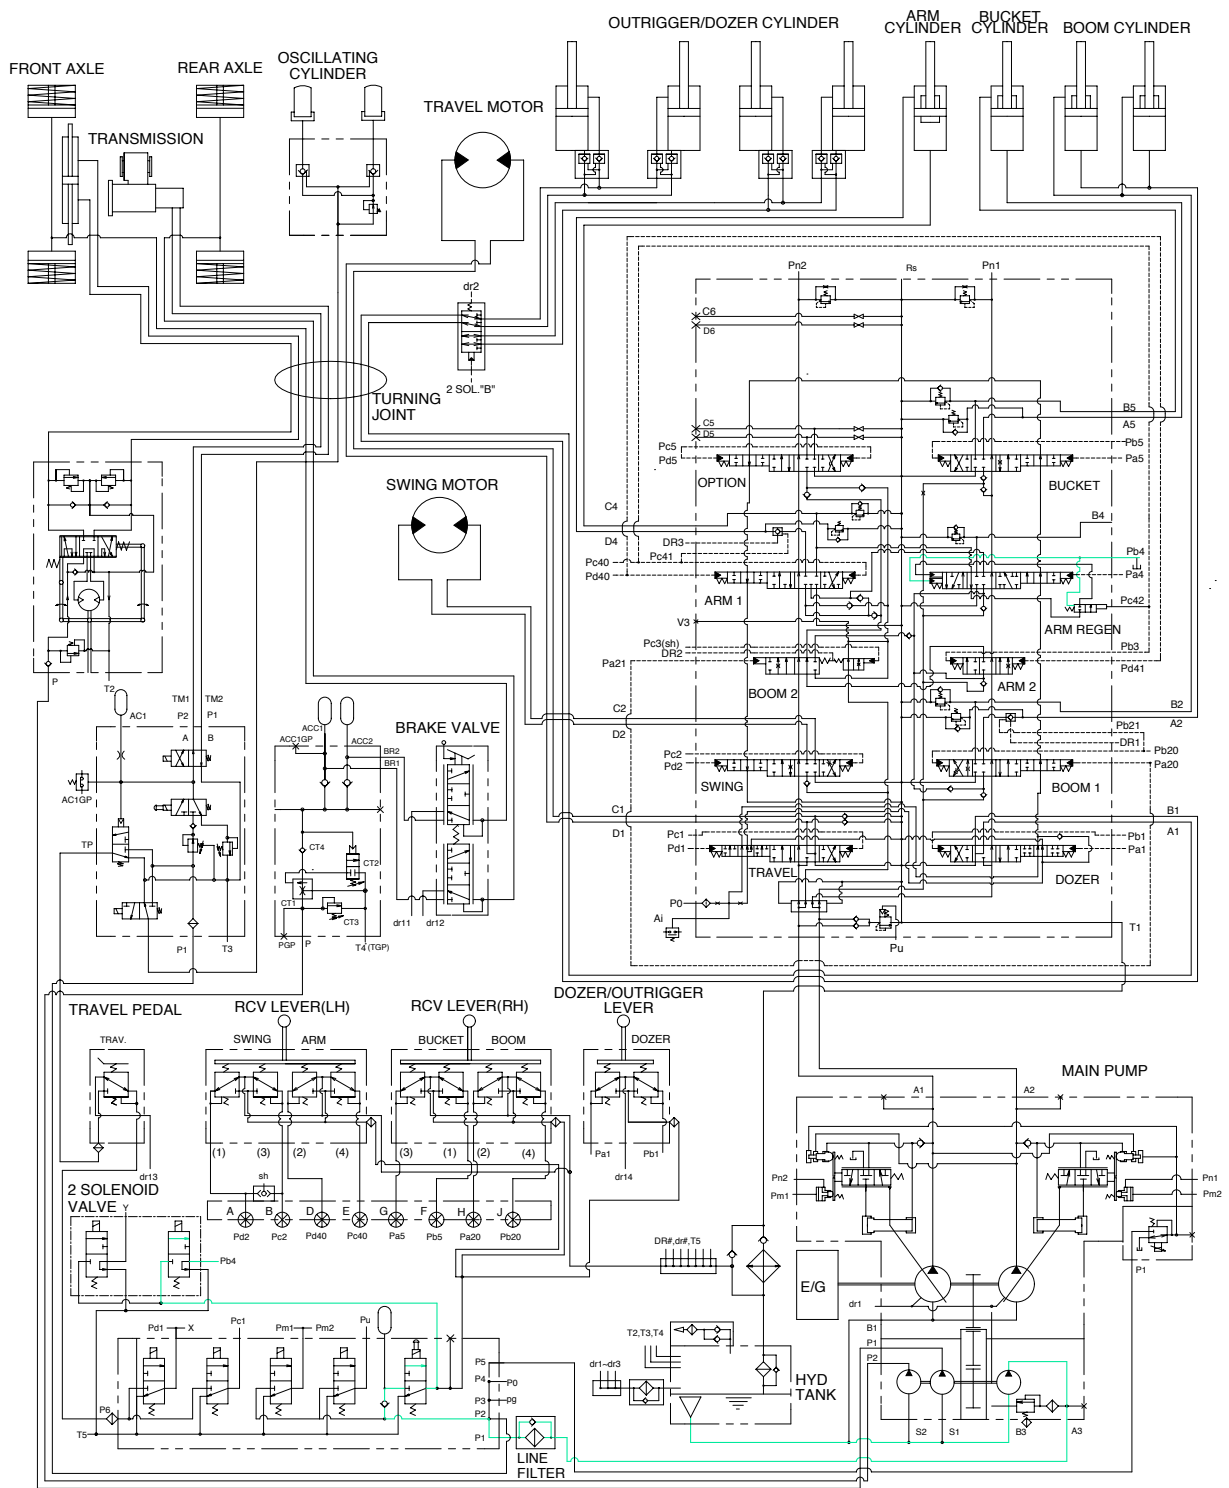 OUTRIGGER/DOZER CYLINDER
ARM
CYLINDER
BUCKET
CYLINDER
BOOM CYLINDER
FRONT AXLE
REAR AXLE
OSCILLATING
CYLINDER
TRAVEL MOTOR
TRANSMISSION
dr2
2 SOL."B"
TURNING
JOINT
SWING MOTOR
Pn2
Rs
Pn1
C6
D6
C5
D5
Pc5
Pd5
OPTION
B5
A5
Pb5
Pa5
BUCKET
C4
D4
DR3
Pc41
Pc40
Pd40
ARM 1
B4
Pb4
Pa4
Pc42
ARM REGEN
V3
Pc3(sh)
DR2
Pa21
BOOM 2
Pb3
Pd41
ARM 2
C2
D2
Pc2
Pd2
SWING
B2
A2
Pb21
DR1
Pb20
Pa20
BOOM 1
C1
D1
Pc1
Pd1
TRAVEL
B1
A1
Pb1
Pa1
DOZER
P0
Ai
Pu
T1
P
T2
AC1
TM1
TM2
P2
P1
A
B
AC1GP
TP
P1
T3
ACC1
ACC1GP
ACC2
BR2
BR1
CT4
CT2
CT1
CT3
PGP
P
T4(TGP)
BRAKE VALVE
dr11
dr12
TRAVEL PEDAL
TRAV.
dr13
RCV LEVER(LH)
SWING
ARM
(1)
(3)
(2)
(4)
RCV LEVER(RH)
BUCKET
BOOM
(3)
(1)
(2)
(4)
DOZER/OUTRIGGER
LEVER
DOZER
Pa1
Pb1
dr14
sh
A
B
D
E
G
F
H
J
Pd2
Pc2
Pd40
Pc40
Pa5
Pb5
Pa20
Pb20
2 SOLENOID
VALVE
Y
Pb4
Pd1
X
Pc1
Pm1
Pm2
Pu
P6
T5
P5
P4
P0
P3
pg
P2
P1
LINE
FILTER
DR#,dr#,T5
T2,T3,T4
dr1~dr3
HYD
TANK
MAIN PUMP
A1
A2
Pn2
Pm1
Pn1
Pm2
P1
E/G
dr1
B1
P1
P2
S2
S1
B3
A3